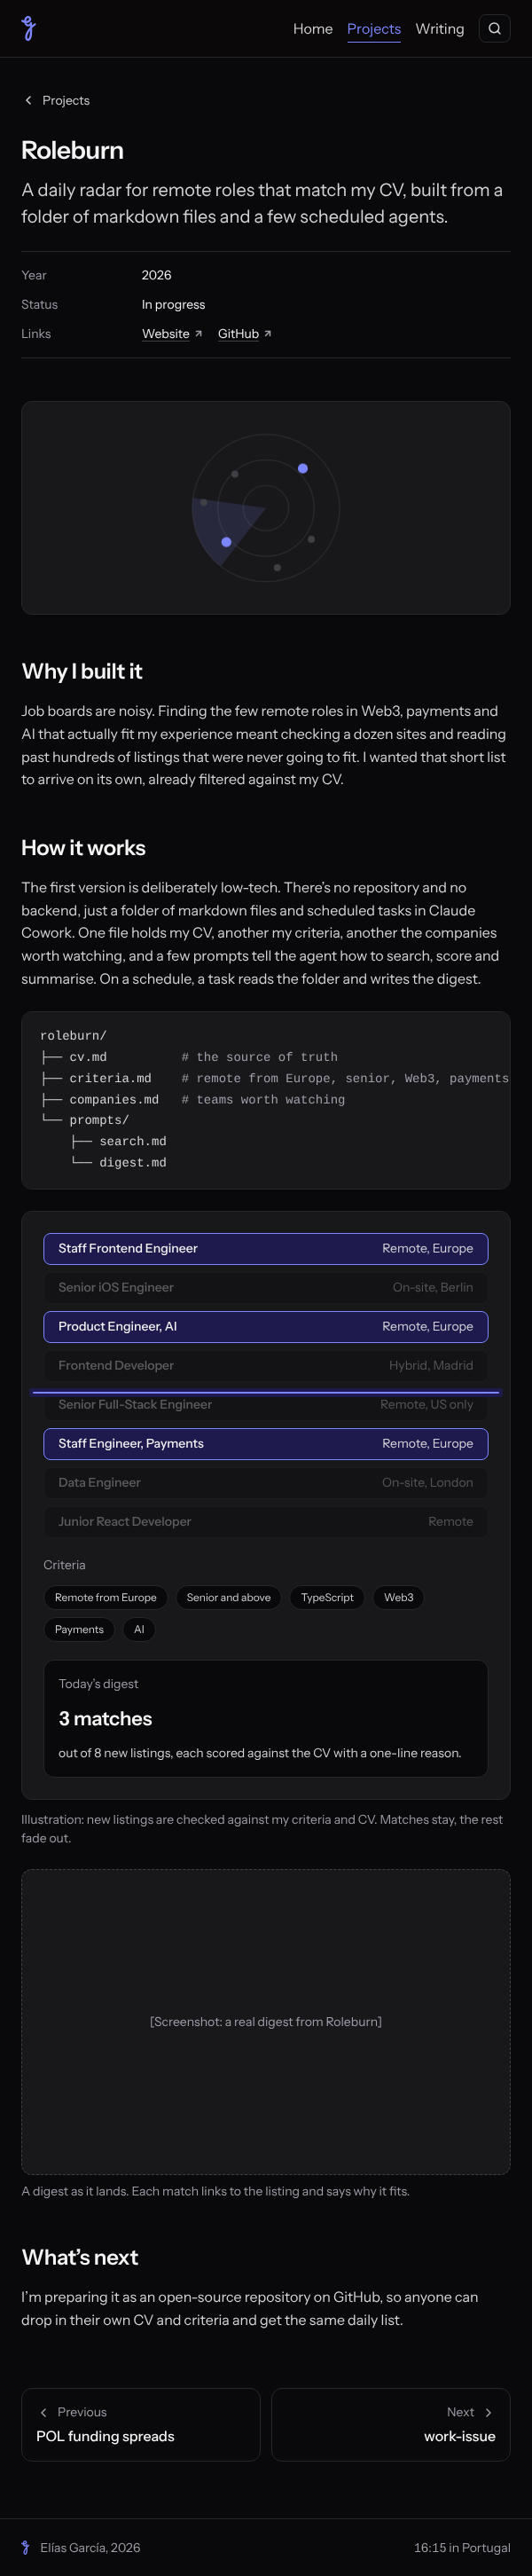 Home Projects Writing
Projects
Roleburn
A daily radar for remote roles that match my CV, built from a
folder of markdown files and a few scheduled agents.
Year 2026
Status In progress
Links Website ↗ GitHub ↗
Why I built it
Job boards are noisy. Finding the few remote roles in Web3, payments and
AI that actually fit my experience meant checking a dozen sites and reading
past hundreds of listings that were never going to fit. I wanted that short list
to arrive on its own, already filtered against my CV.
How it works
The first version is deliberately low-tech. There’s no repository and no
backend, just a folder of markdown files and scheduled tasks in Claude
Cowork. One file holds my CV, another my criteria, another the companies
worth watching, and a few prompts tell the agent how to search, score and
summarise. On a schedule, a task reads the folder and writes the digest.
roleburn/
├── cv.md # the source of truth
├── criteria.md # remote from Europe, senior, Web3, payments
├── companies.md # teams worth watching
└── prompts/
├── search.md
└── digest.md
Staff Frontend Engineer Remote, Europe
Senior iOS Engineer On-site, Berlin
Product Engineer, AI Remote, Europe
Frontend Developer Hybrid, Madrid
Senior Full-Stack Engineer Remote, US only
Staff Engineer, Payments Remote, Europe
Data Engineer On-site, London
Junior React Developer Remote
Criteria
Remote from Europe Senior and above TypeScript Web3
Payments AI
Today’s digest
3 matches
out of 8 new listings, each scored against the CV with a one-line reason.
Illustration: new listings are checked against my criteria and CV. Matches stay, the rest
fade out.
[Screenshot: a real digest from Roleburn]
A digest as it lands. Each match links to the listing and says why it fits.
What’s next
I’m preparing it as an open-source repository on GitHub, so anyone can
drop in their own CV and criteria and get the same daily list.
Previous Next
POL funding spreads work-issue
Elías García, 2026 16:15 in Portugal